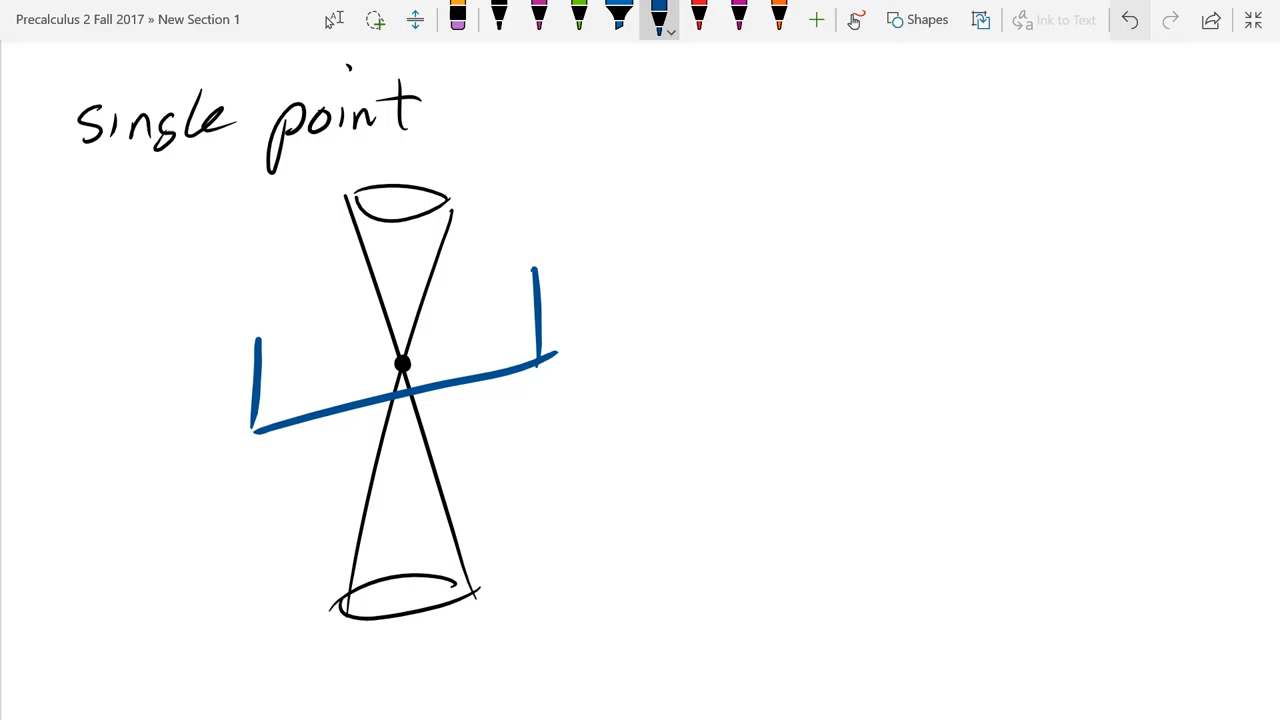 Precalculus 2 Fall 2017 » New Section 1
Shapes
Ink to Text
single point